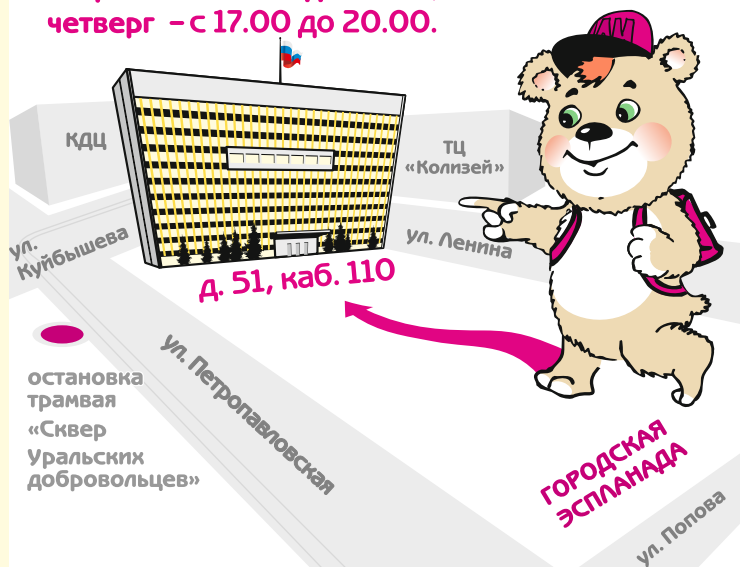 четверг – с 17.00 до 20.00.
КДЦ
ТЦ
«Колизей»
ул.
Куйбышева
ул. Ленина
д. 51, каб. 110
ул. Петропавловская
остановка
трамвая
«Сквер
Уральских
добровольцев»
ГОРОДСКАЯ
ЭСПЛАНАДА
ул. Попова